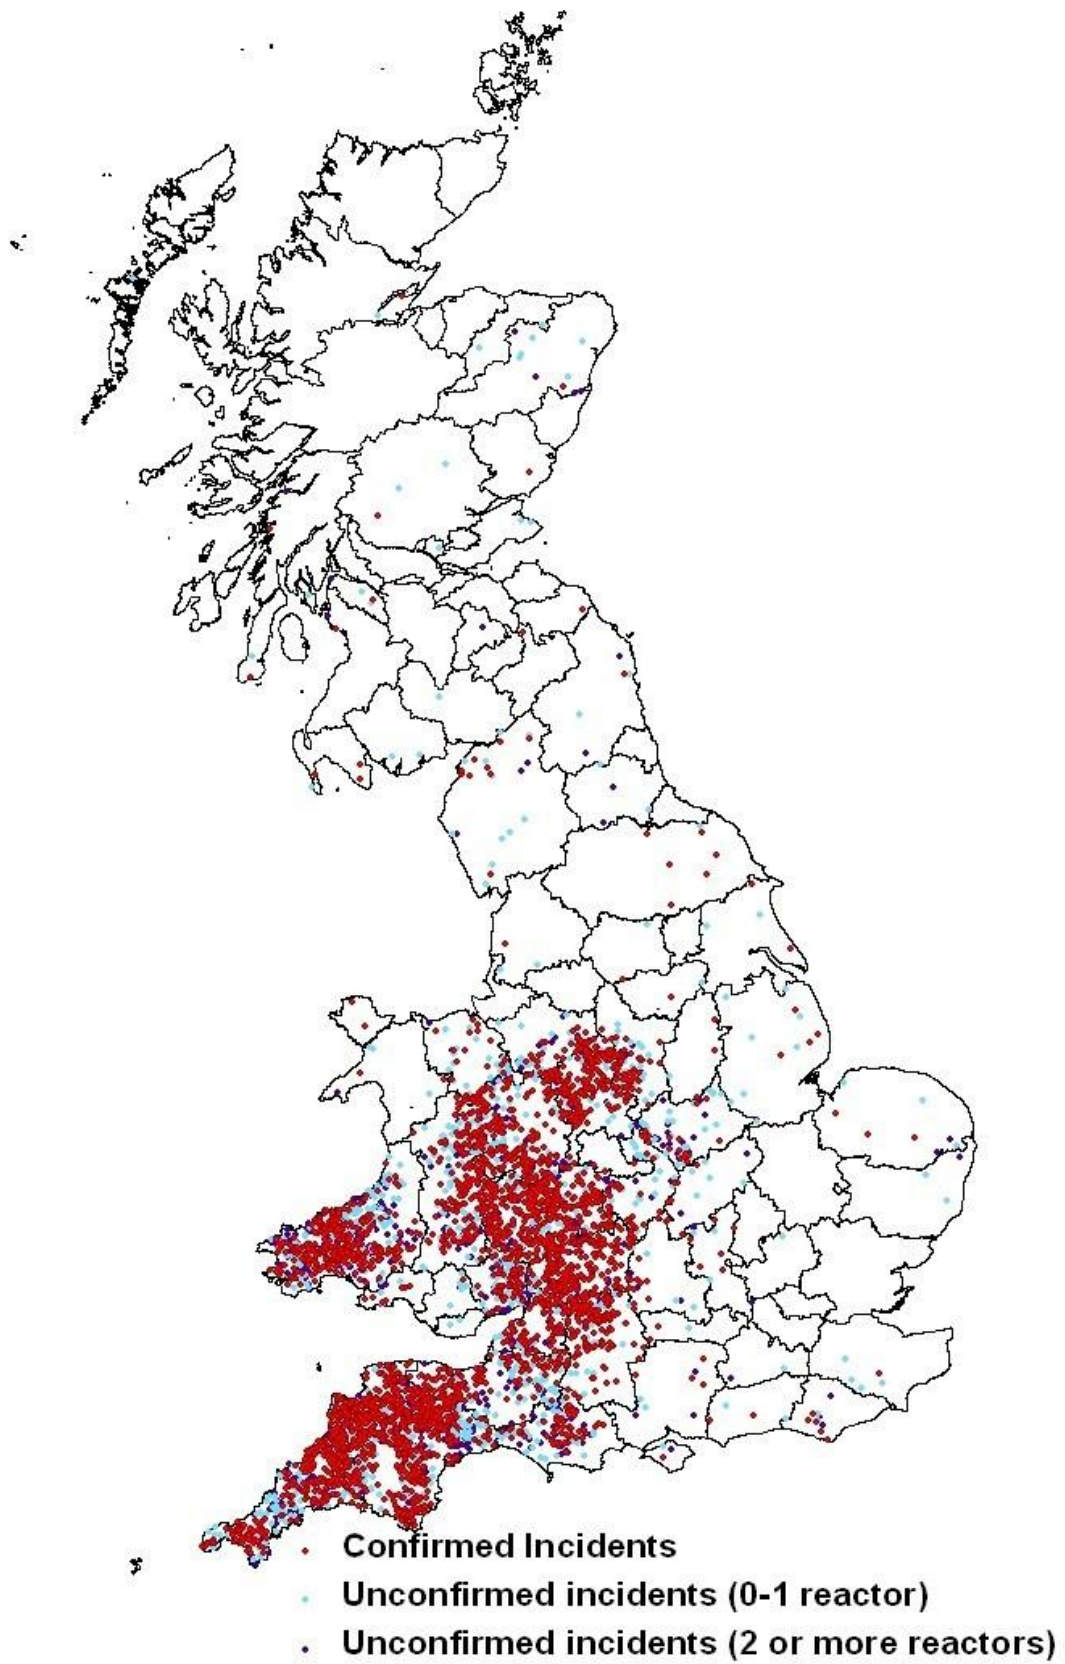 Confirmed Incidents
Unconfirmed incidents (0-1 reactor)
Unconfirmed incidents (2 or more reactors)